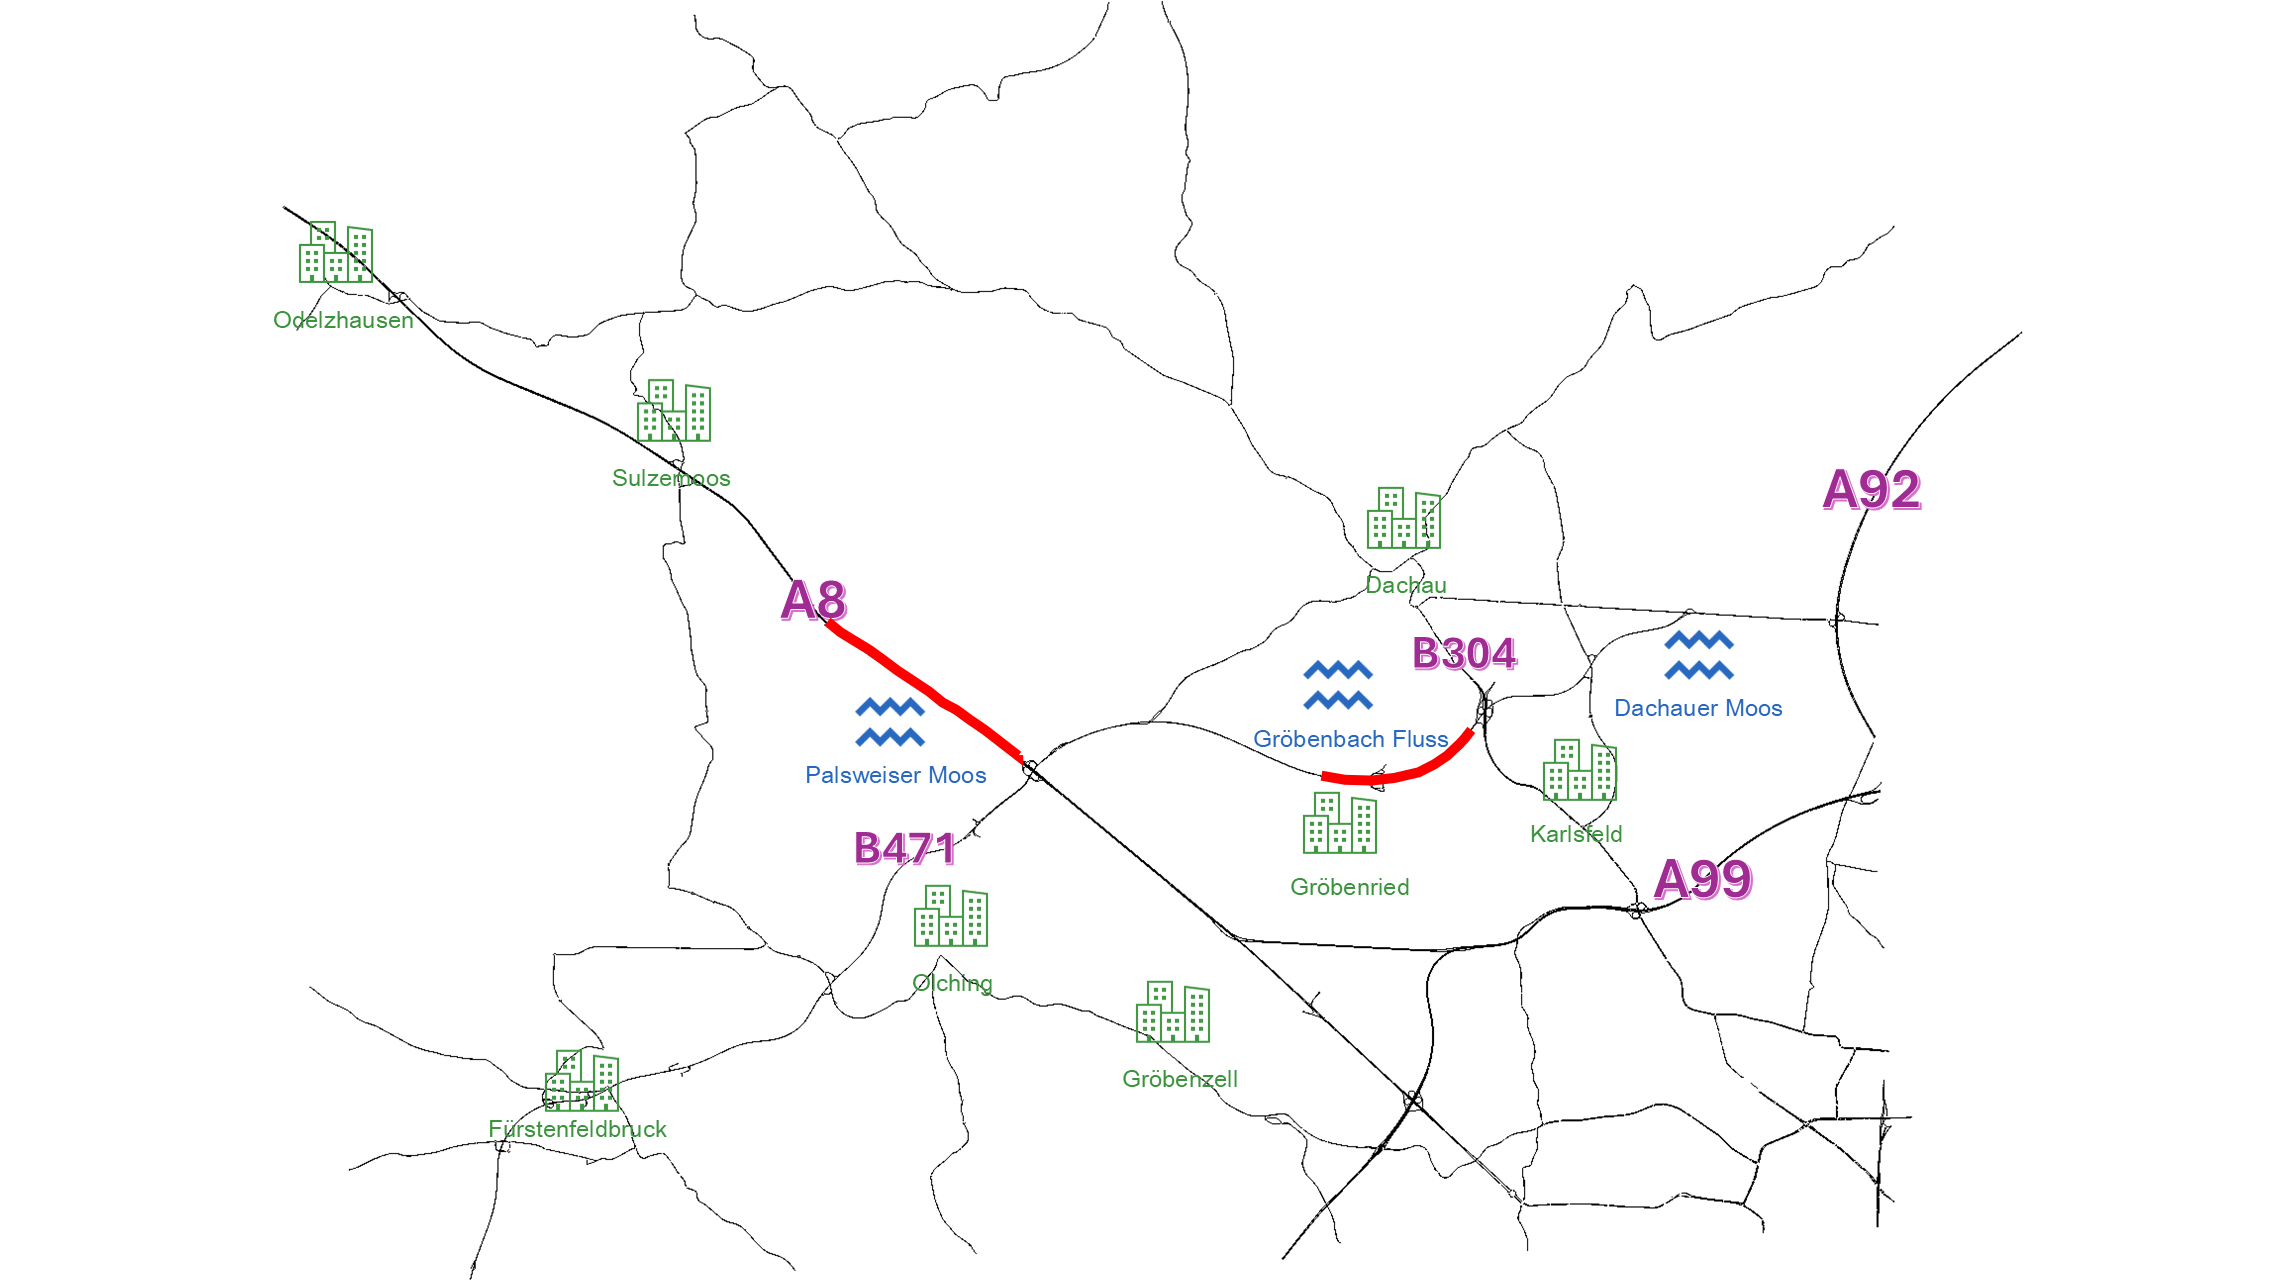 Odelzhausen
Sulzemoos
A92
A8
Dachau
B304
Dachauer Moos
Gröbenbach Fluss
Palsweiser Moos
Karlsfeld
B471
Gröbenried
A99
Olching
Gröbenzell
Fürstenfeldbruck